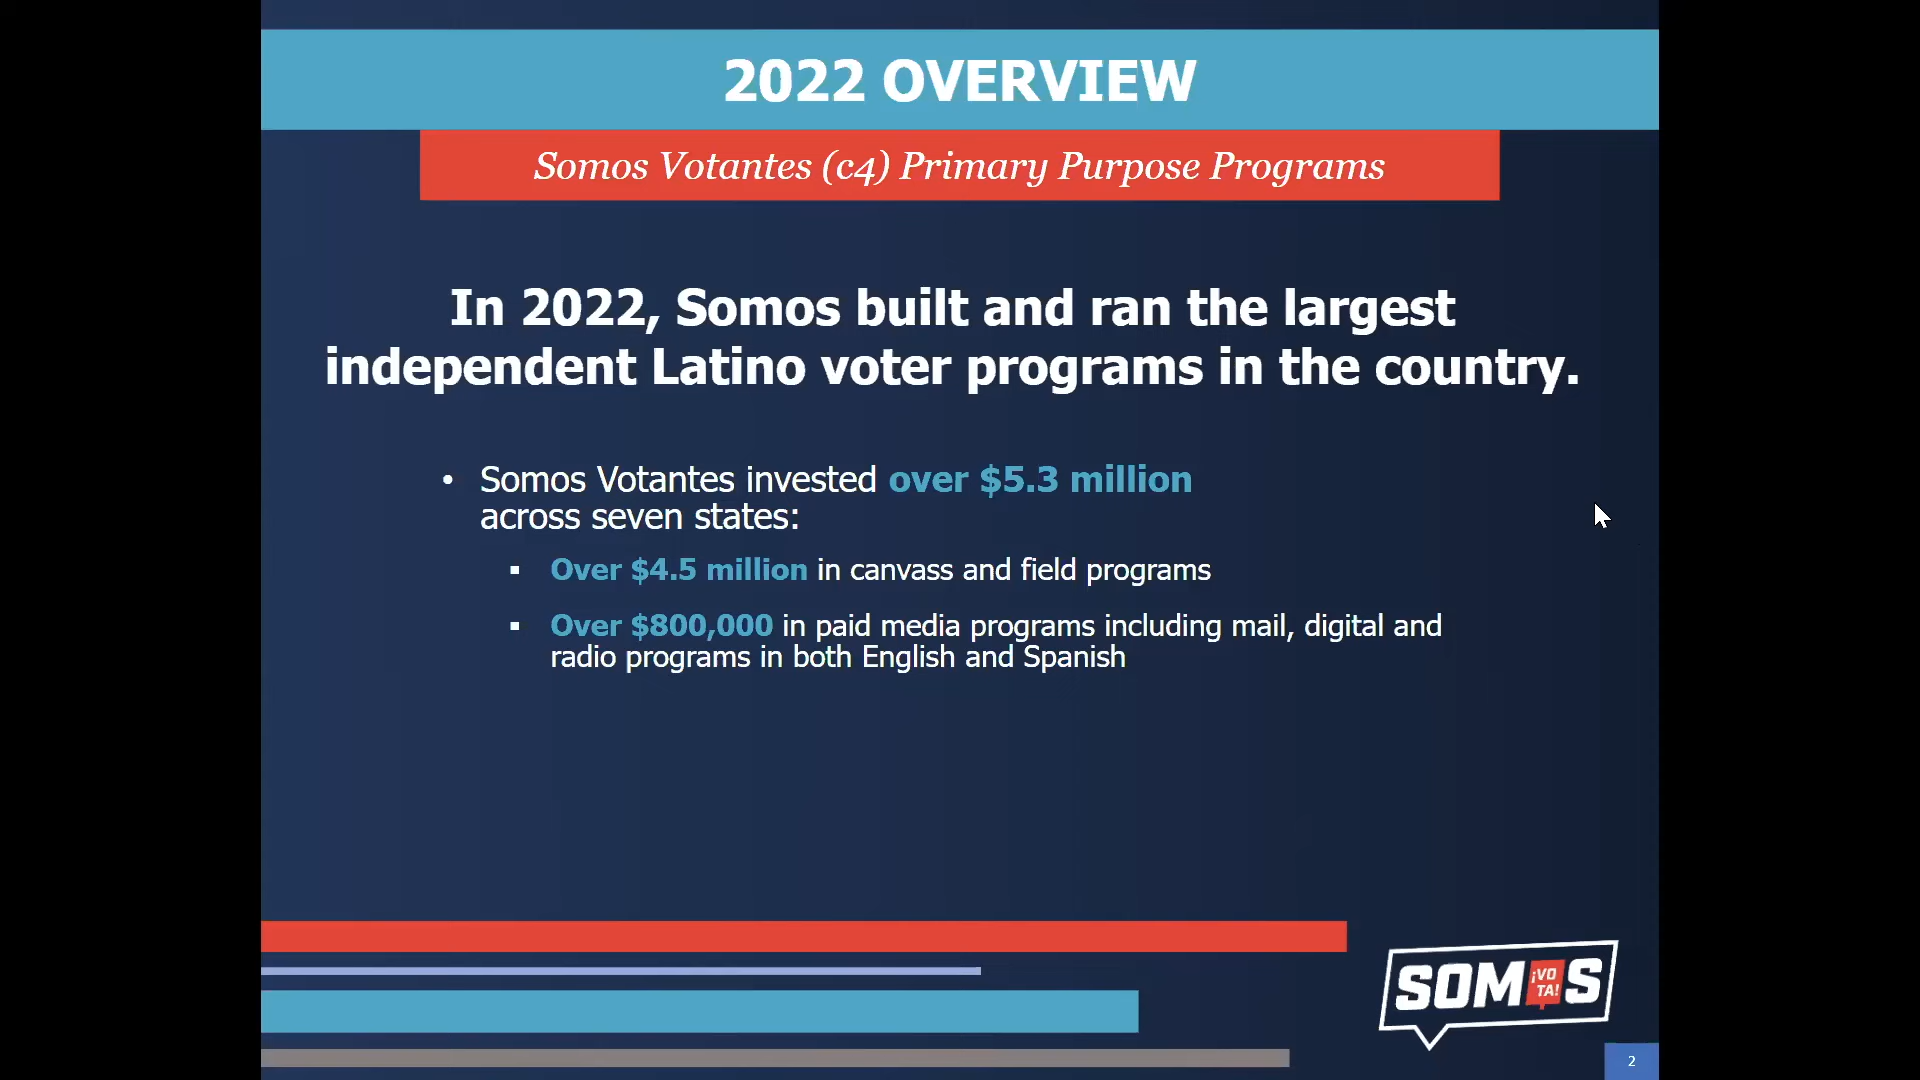 2022 OVERVIEW
Somos Votantes (c4) Primary Purpose Programs
In 2022, Somos built and ran the largest
independent Latino voter programs in the country.
• Somos Votantes invested over $5.3 million
across seven states:
▪ Over $4.5 million in canvass and field programs
▪ Over $800,000 in paid media programs including mail, digital and
radio programs in both English and Spanish
SOMOS
¡VO
TA!
2